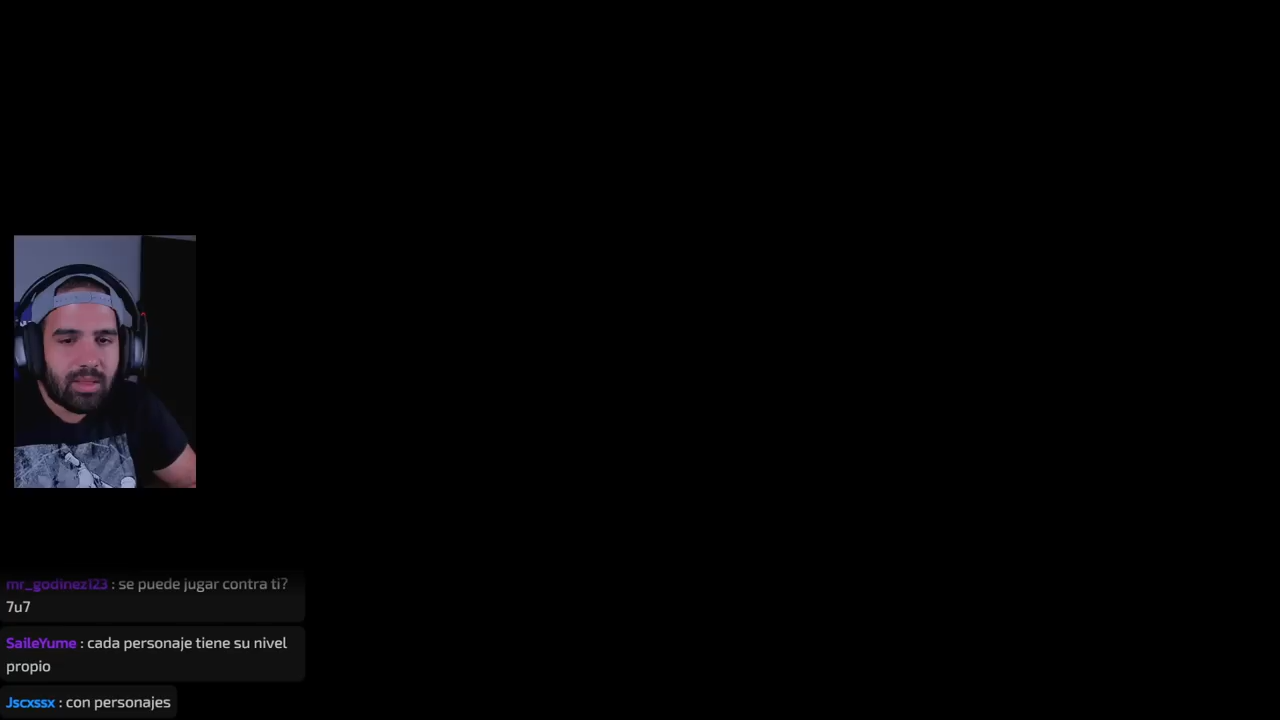 mr_godinez123 : se puede jugar contra ti?
7u7
SaileYume : cada personaje tiene su nivel
propio
Jscxssx : con personajes